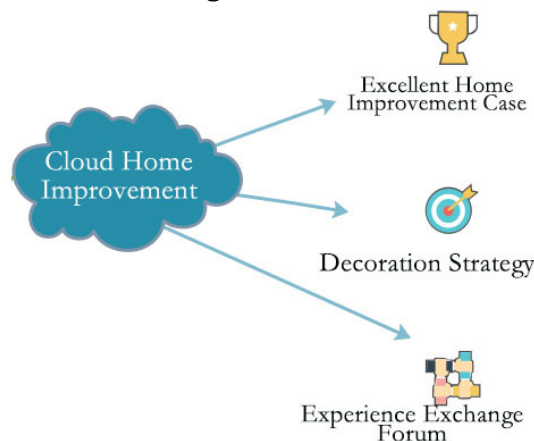 Excellent Home
Improvement Case
Cloud Home
Improvement
Decoration Strategy
Experience Exchange
Forum